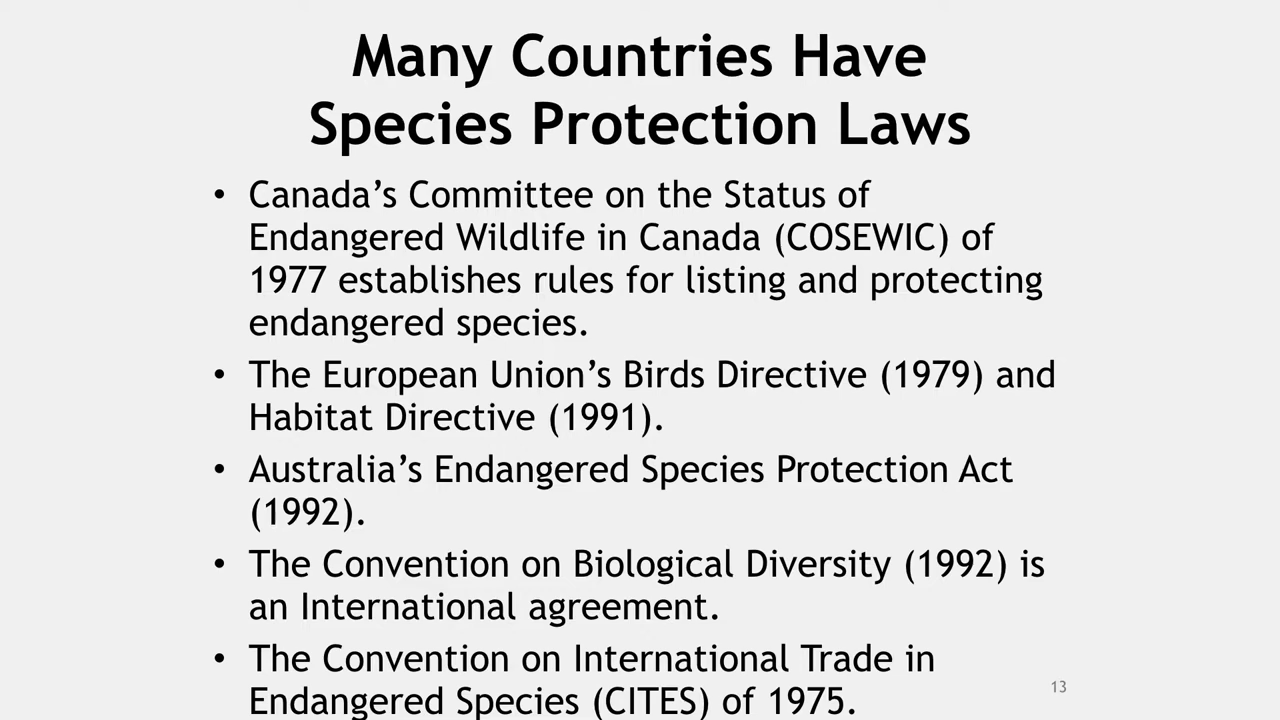 Many Countries Have
Species Protection Laws
• Canada’s Committee on the Status of
Endangered Wildlife in Canada (COSEWIC) of
1977 establishes rules for listing and protecting
endangered species.
• The European Union’s Birds Directive (1979) and
Habitat Directive (1991).
• Australia’s Endangered Species Protection Act
(1992).
• The Convention on Biological Diversity (1992) is
an International agreement.
• The Convention on International Trade in
Endangered Species (CITES) of 1975.
13